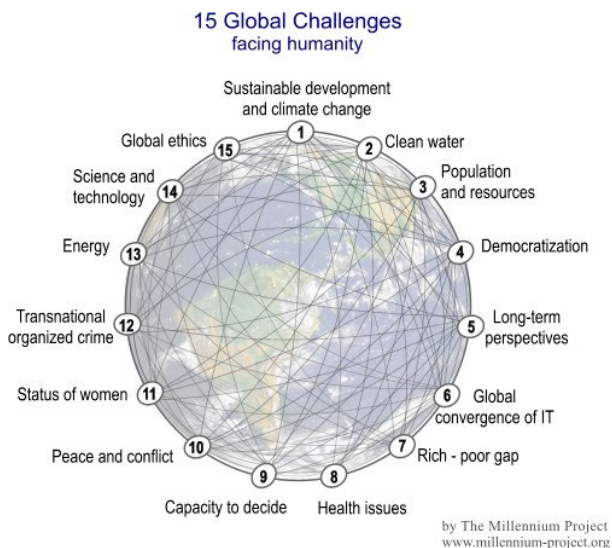 15 Global Challenges
facing humanity
Sustainable development
and climate change
1
2
Clean water
3
Population
and resources
4
Democratization
5
Long-term
perspectives
6
Global
convergence of IT
7
Rich - poor gap
8
Health issues
9
Capacity to decide
10
Peace and conflict
11
Status of women
12
Transnational
organized crime
13
Energy
14
Science and
technology
15
Global ethics
by The Millennium Project
www.millennium-project.org